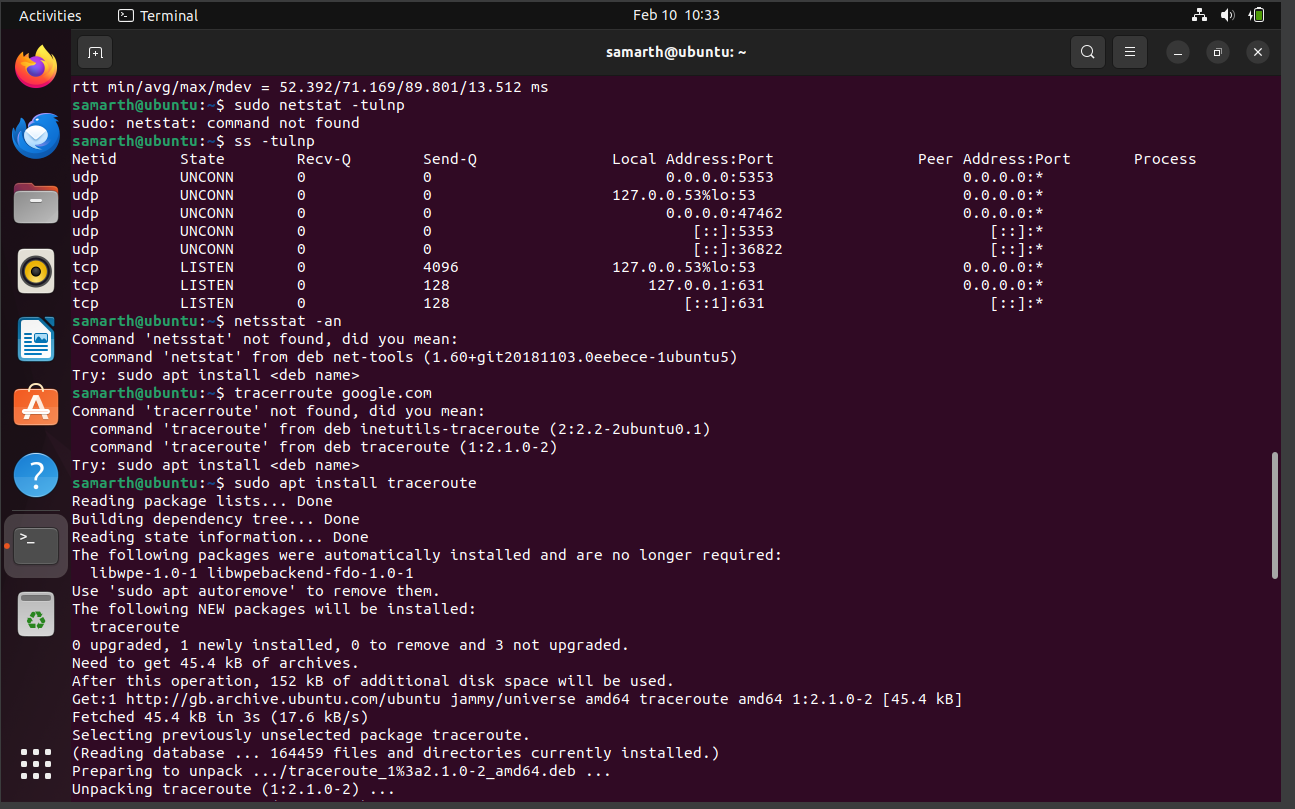 Activities Terminal Feb 10 10:33
samarth@ubuntu: ~
rtt min/avg/max/mdev = 52.392/71.169/89.801/13.512 ms
samarth@ubuntu:~$ sudo netstat -tulnp
sudo: netstat: command not found
samarth@ubuntu:~$ ss -tulnp
Netid State Recv-Q Send-Q Local Address:Port Peer Address:Port Process
udp UNCONN 0 0 0.0.0.0:5353 0.0.0.0:*
udp UNCONN 0 0 127.0.0.53%lo:53 0.0.0.0:*
udp UNCONN 0 0 0.0.0.0:47462 0.0.0.0:*
udp UNCONN 0 0 [::]:5353 [::]:*
udp UNCONN 0 0 [::]:36822 [::]:*
tcp LISTEN 0 4096 127.0.0.53%lo:53 0.0.0.0:*
tcp LISTEN 0 128 127.0.0.1:631 0.0.0.0:*
tcp LISTEN 0 128 [::1]:631 [::]:*
samarth@ubuntu:~$ netsstat -an
Command 'netsstat' not found, did you mean:
command 'netstat' from deb net-tools (1.60+git20181103.0eebece-1ubuntu5)
Try: sudo apt install <deb name>
samarth@ubuntu:~$ tracerroute google.com
Command 'tracerroute' not found, did you mean:
command 'traceroute' from deb inetutils-traceroute (2:2.2-2ubuntu0.1)
command 'traceroute' from deb traceroute (1:2.1.0-2)
Try: sudo apt install <deb name>
samarth@ubuntu:~$ sudo apt install traceroute
Reading package lists... Done
Building dependency tree... Done
Reading state information... Done
The following packages were automatically installed and are no longer required:
libwpe-1.0-1 libwpebackend-fdo-1.0-1
Use 'sudo apt autoremove' to remove them.
The following NEW packages will be installed:
traceroute
0 upgraded, 1 newly installed, 0 to remove and 3 not upgraded.
Need to get 45.4 kB of archives.
After this operation, 152 kB of additional disk space will be used.
Get:1 http://gb.archive.ubuntu.com/ubuntu jammy/universe amd64 traceroute amd64 1:2.1.0-2 [45.4 kB]
Fetched 45.4 kB in 3s (17.6 kB/s)
Selecting previously unselected package traceroute.
(Reading database ... 164459 files and directories currently installed.)
Preparing to unpack .../traceroute_1%3a2.1.0-2_amd64.deb ...
Unpacking traceroute (1:2.1.0-2) ...